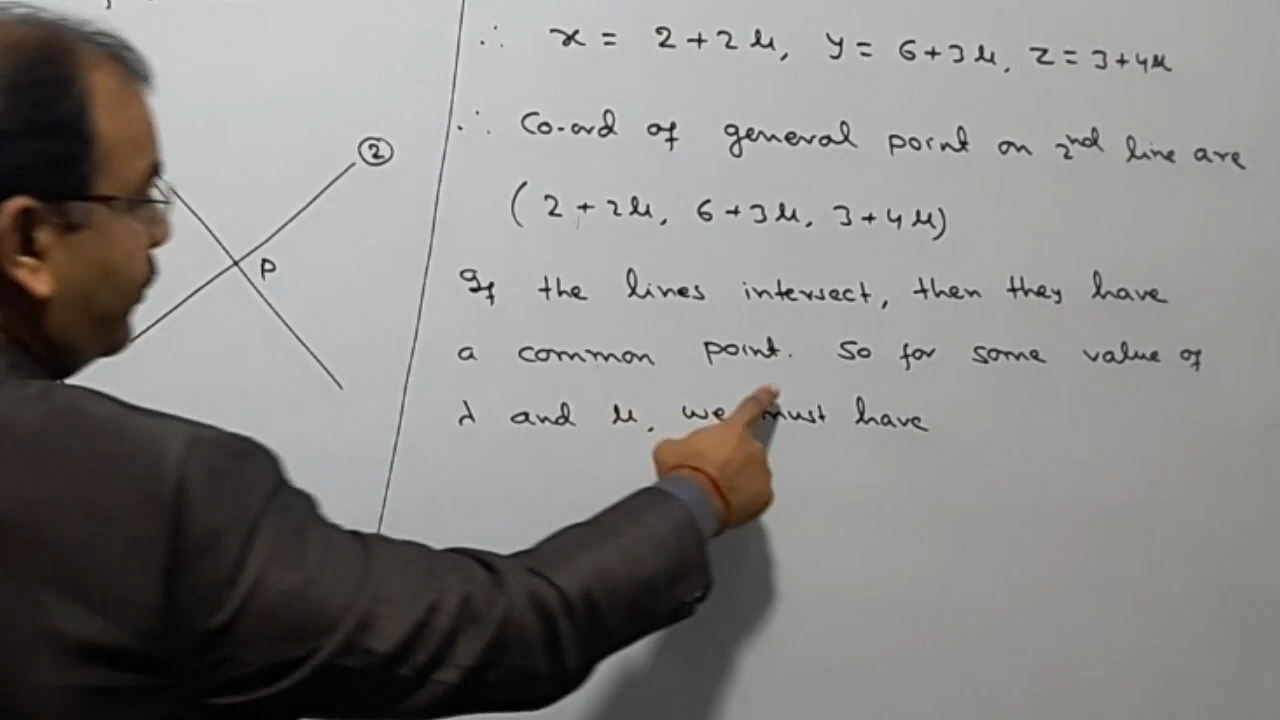 ∴ x = 2+2μ, y = 6+3μ, z = 3+4μ
∴ Co-ord of general point on 2nd line are
(2+2μ, 6+3μ, 3+4μ)
If the lines intersect, then they have
a common point. So for some value of
λ and μ, we must have
②
P